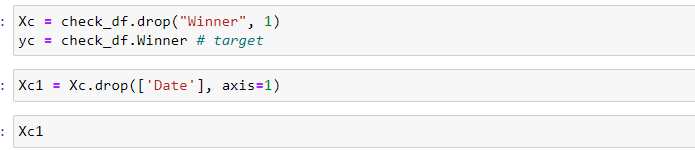 : Xc = check_df.drop("Winner", 1)
yc = check_df.Winner # target
: Xc1 = Xc.drop(['Date'], axis=1)
: Xc1